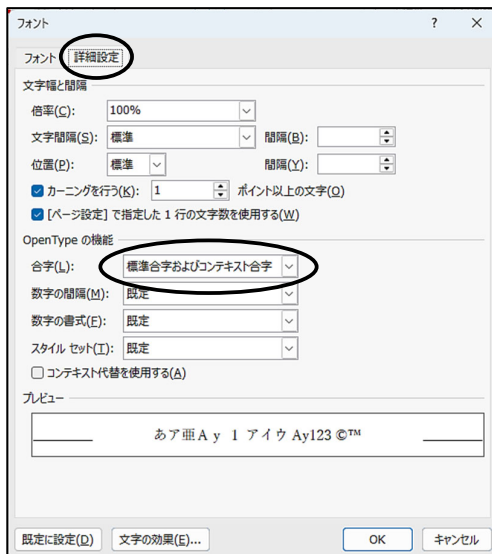 フォント ? ×
フォント 詳細設定
文字幅と間隔
倍率(C): 100%
文字間隔(S): 標準 間隔(B):
位置(P): 標準 間隔(Y):
カーニングを行う(K): 1 ポイント以上の文字(O)
[ページ設定] で指定した 1 行の文字数を使用する(W)
OpenType の機能
合字(L): 標準合字およびコンテキスト合字
数字の間隔(M): 既定
数字の書式(F): 既定
スタイル セット(T): 既定
コンテキスト代替を使用する(A)
プレビュー
あア亜Ａｙ １ アイウ Ay123 ©™
既定に設定(D) 文字の効果(E)... OK キャンセル